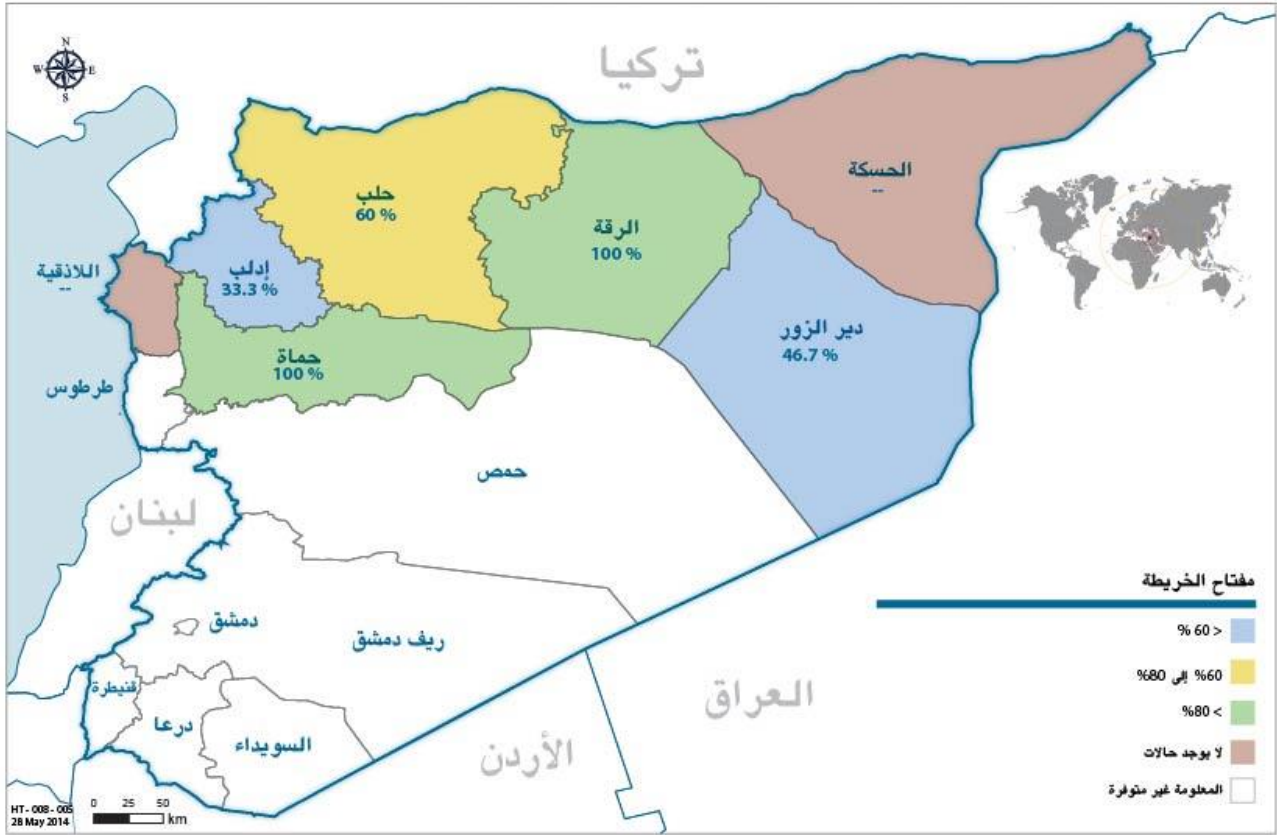 N
W E
S
تركيا
الحسكة
--
حلب
60 %
الرقة
100 %
إدلب
33.3 %
اللاذقية
--
دير الزور
46.7 %
حماة
100 %
طرطوس
حمص
لبنان
دمشق
ريف دمشق
قنيطرة
درعا
السويداء
العراق
الأردن
مفتاح الخريطة
% 60 >
%60 إلى 80%
%80 <
لا يوجد حالات
المعلومة غير متوفرة
HT- 008 - 005
28 May 2014
0 25 50
km